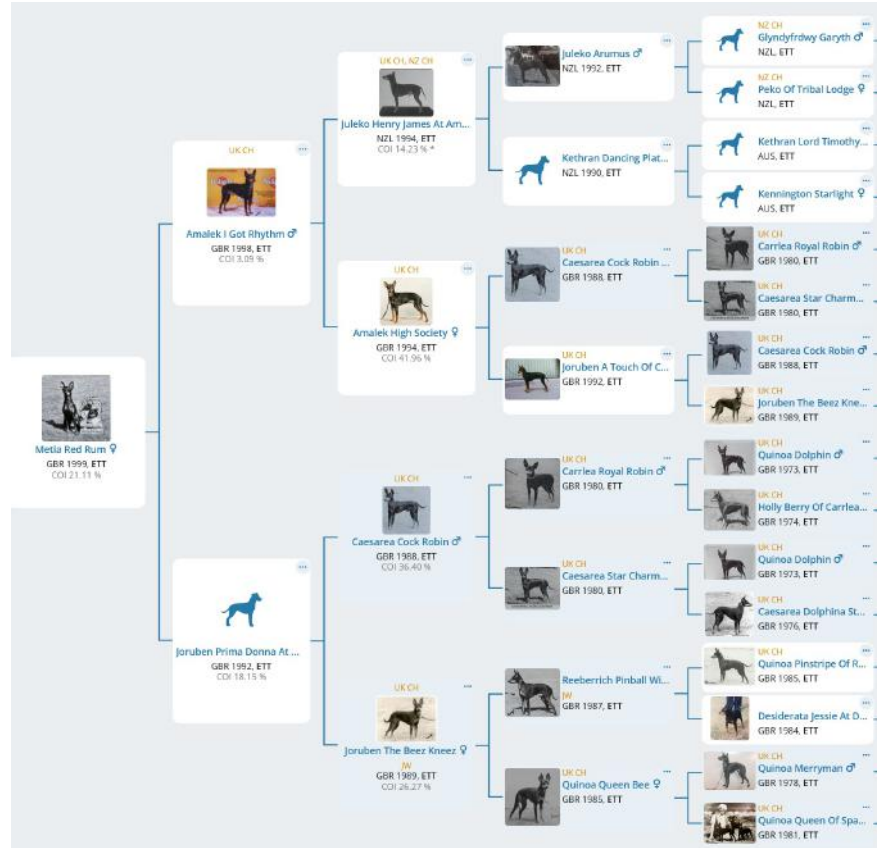 Metia Red Rum ♀
GBR 1999, ETT
COI 21.11 %
UK CH
Amalek I Got Rhythm ♂
GBR 1998, ETT
COI 3.09 %
Joruben Prima Donna At ...
GBR 1992, ETT
COI 18.15 %
UK CH, NZ CH
Juleko Henry James At Am...
NZL 1994, ETT
COI 14.23 % *
UK CH
Amalek High Society ♀
GBR 1994, ETT
COI 41.96 %
UK CH
Caesarea Cock Robin ♂
GBR 1988, ETT
COI 36.40 %
UK CH
Joruben The Beez Kneez ♀
JW
GBR 1989, ETT
COI 26.27 %
Juleko Arumus ♂
NZL 1992, ETT
Kethran Dancing Plat...
NZL 1990, ETT
UK CH
Caesarea Cock Robin ...
GBR 1988, ETT
UK CH
Joruben A Touch Of C...
GBR 1992, ETT
UK CH
Carrlea Royal Robin ♂
GBR 1980, ETT
UK CH
Caesarea Star Charm...
GBR 1980, ETT
Reeberrich Pinball Wi...
JW
GBR 1987, ETT
UK CH
Quinoa Queen Bee ♀
GBR 1985, ETT
NZ CH
Glyndyfrdwy Garyth ♂
NZL, ETT
NZ CH
Peko Of Tribal Lodge ♀
NZL, ETT
Kethran Lord Timothy...
AUS, ETT
Kennington Starlight ♀
AUS, ETT
UK CH
Carrlea Royal Robin ♂
GBR 1980, ETT
UK CH
Caesarea Star Charm...
GBR 1980, ETT
UK CH
Caesarea Cock Robin ♂
GBR 1988, ETT
UK CH
Joruben The Beez Kne...
GBR 1989, ETT
UK CH
Quinoa Dolphin ♂
GBR 1973, ETT
UK CH
Holly Berry Of Carrlea...
GBR 1974, ETT
UK CH
Quinoa Dolphin ♂
GBR 1973, ETT
UK CH
Caesarea Dolphina St...
GBR 1976, ETT
UK CH
Quinoa Pinstripe Of R...
GBR 1985, ETT
Desiderata Jessie At D...
GBR 1984, ETT
UK CH
Quinoa Merryman ♂
GBR 1978, ETT
UK CH
Quinoa Queen Of Spa...
GBR 1981, ETT